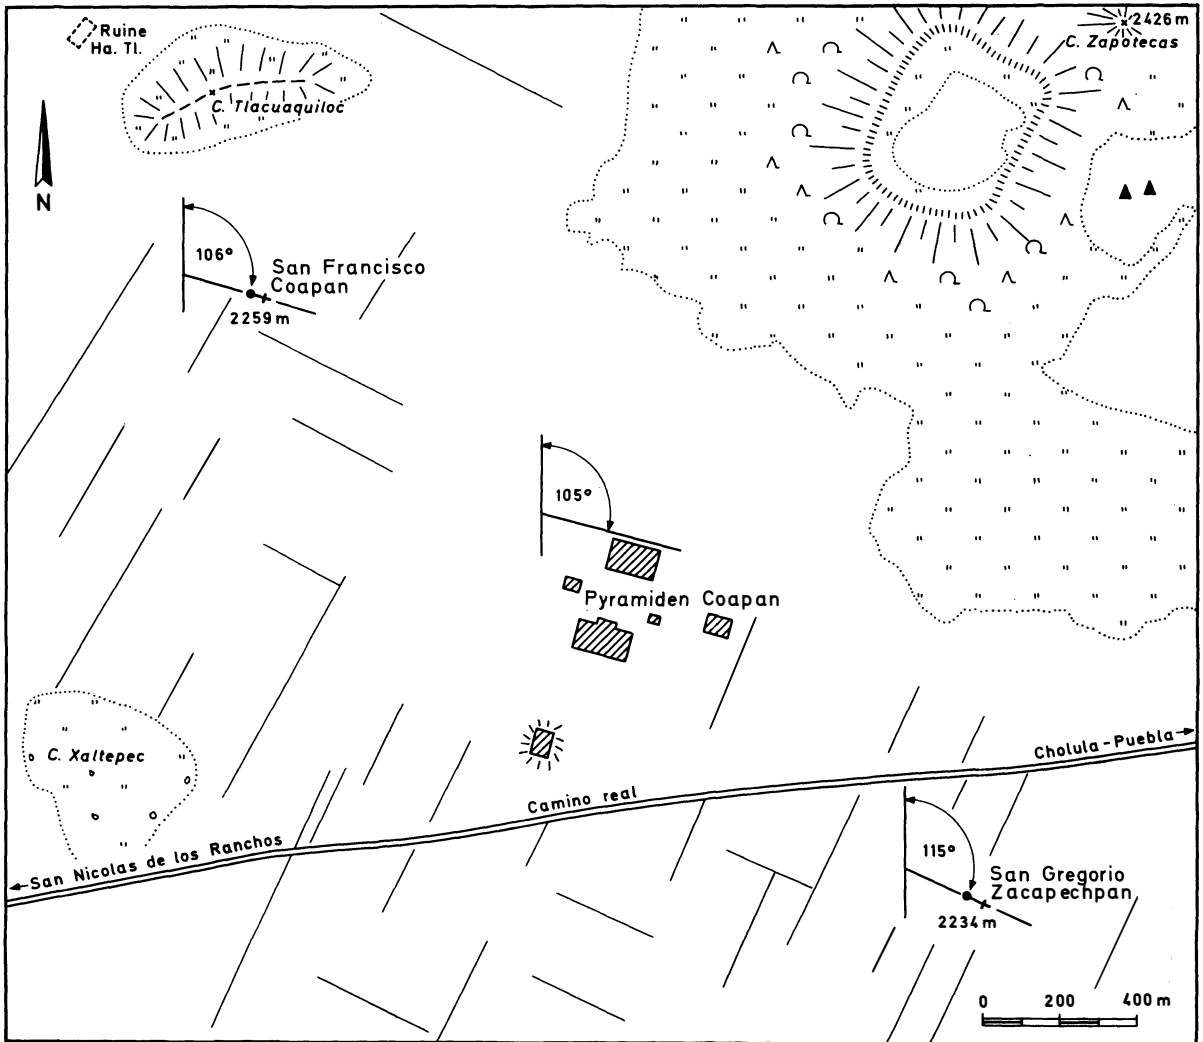 Ruine
Ha. Tl.
C. Tlacuaquiloc
2426 m
C. Zapotecas
N
106°
San Francisco
Coapan
2259 m
105°
Pyramiden Coapan
C. Xaltepec
Cholula-Puebla
Camino real
San Nicolas de los Ranchos
115°
San Gregorio
Zacapechpan
2234 m
0 200 400 m